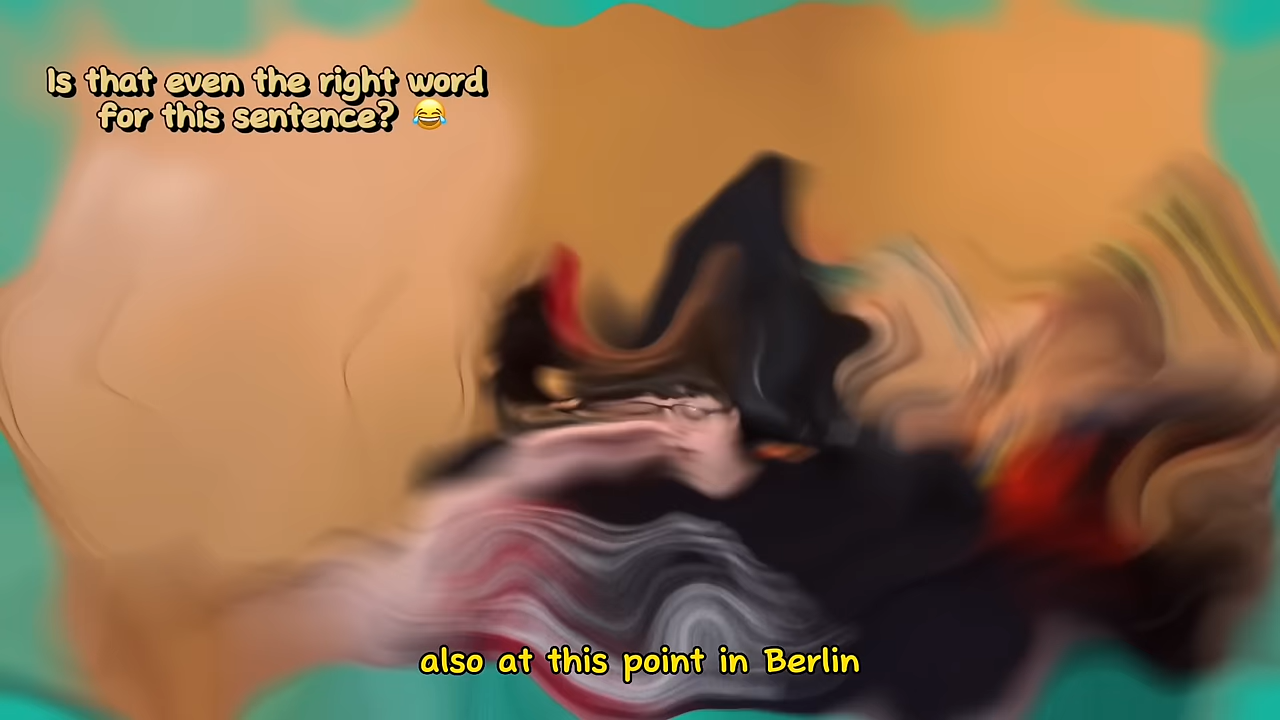 Is that even the right word
for this sentence? 😂
also at this point in Berlin